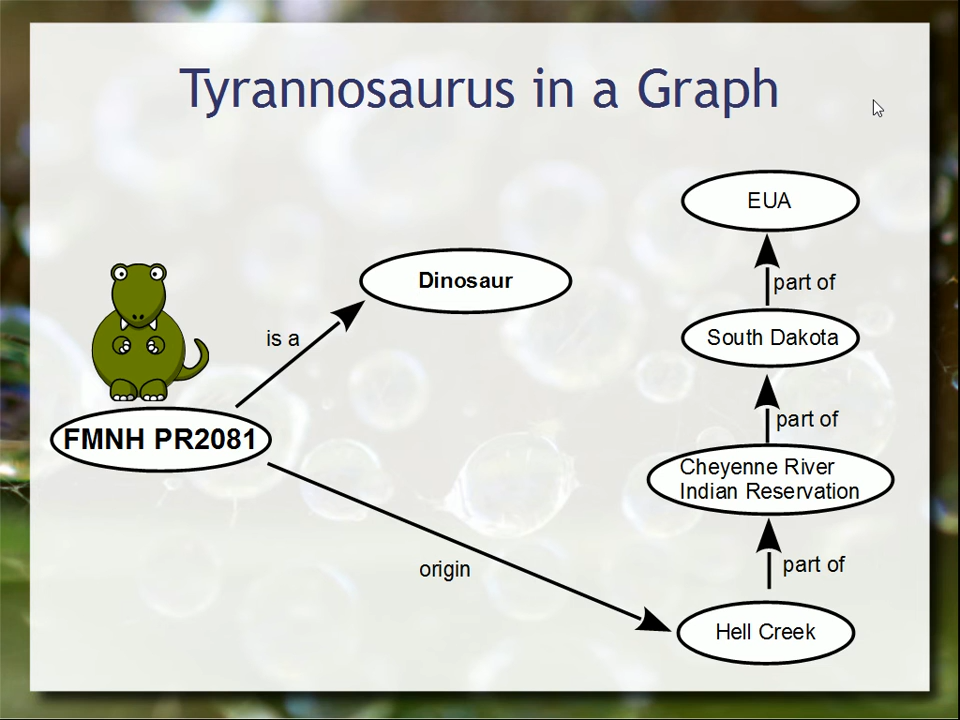 Tyrannosaurus in a Graph
EUA
part of
Dinosaur
is a
South Dakota
part of
FMNH PR2081
Cheyenne River
Indian Reservation
part of
origin
Hell Creek